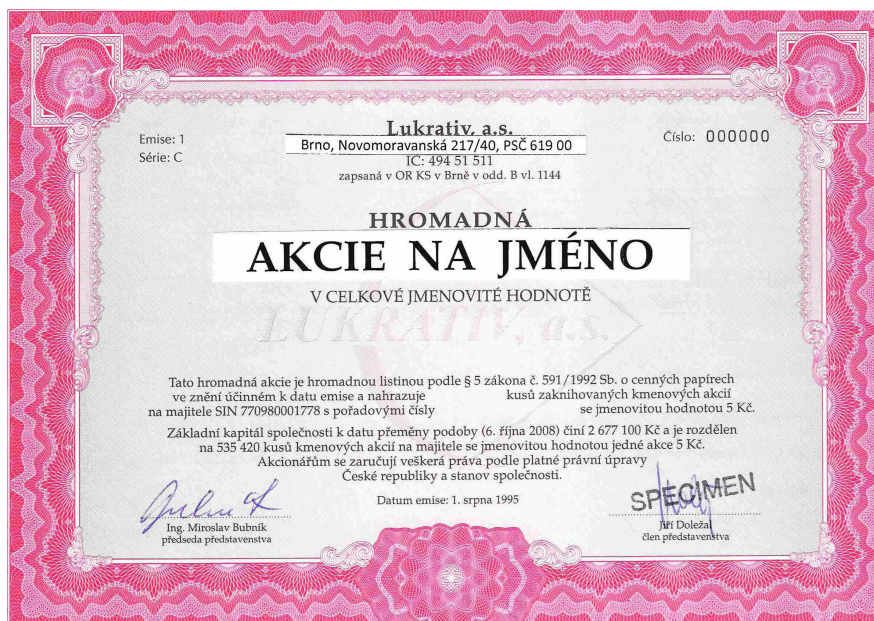 Emise: 1
Série: C
Lukrativ, a.s.
Brno, Novomoravanská 217/40, PSČ 619 00
IC: 494 51 511
zapsaná v OR KS v Brně v odd. B vl. 1144
Číslo: 000000
HROMADNÁ
AKCIE NA JMÉNO
V CELKOVÉ JMENOVITÉ HODNOTĚ
LUKRATIV, a.s.
Tato hromadná akcie je hromadnou listinou podle § 5 zákona č. 591/1992 Sb. o cenných papírech
ve znění účinném k datu emise a nahrazuje kusů zaknihovaných kmenových akcií
na majitele SIN 770980001778 s pořadovými čísly se jmenovitou hodnotou 5 Kč.
Základní kapitál společnosti k datu přeměny podoby (6. října 2008) činí 2 677 100 Kč a je rozdělen
na 535 420 kusů kmenových akcií na majitele se jmenovitou hodnotou jedné akce 5 Kč.
Akcionářům se zaručují veškerá práva podle platné právní úpravy
České republiky a stanov společnosti.
Datum emise: 1. srpna 1995
SPECIMEN
Ing. Miroslav Bubník
předseda představenstva
Jiří Doležal
člen představenstva